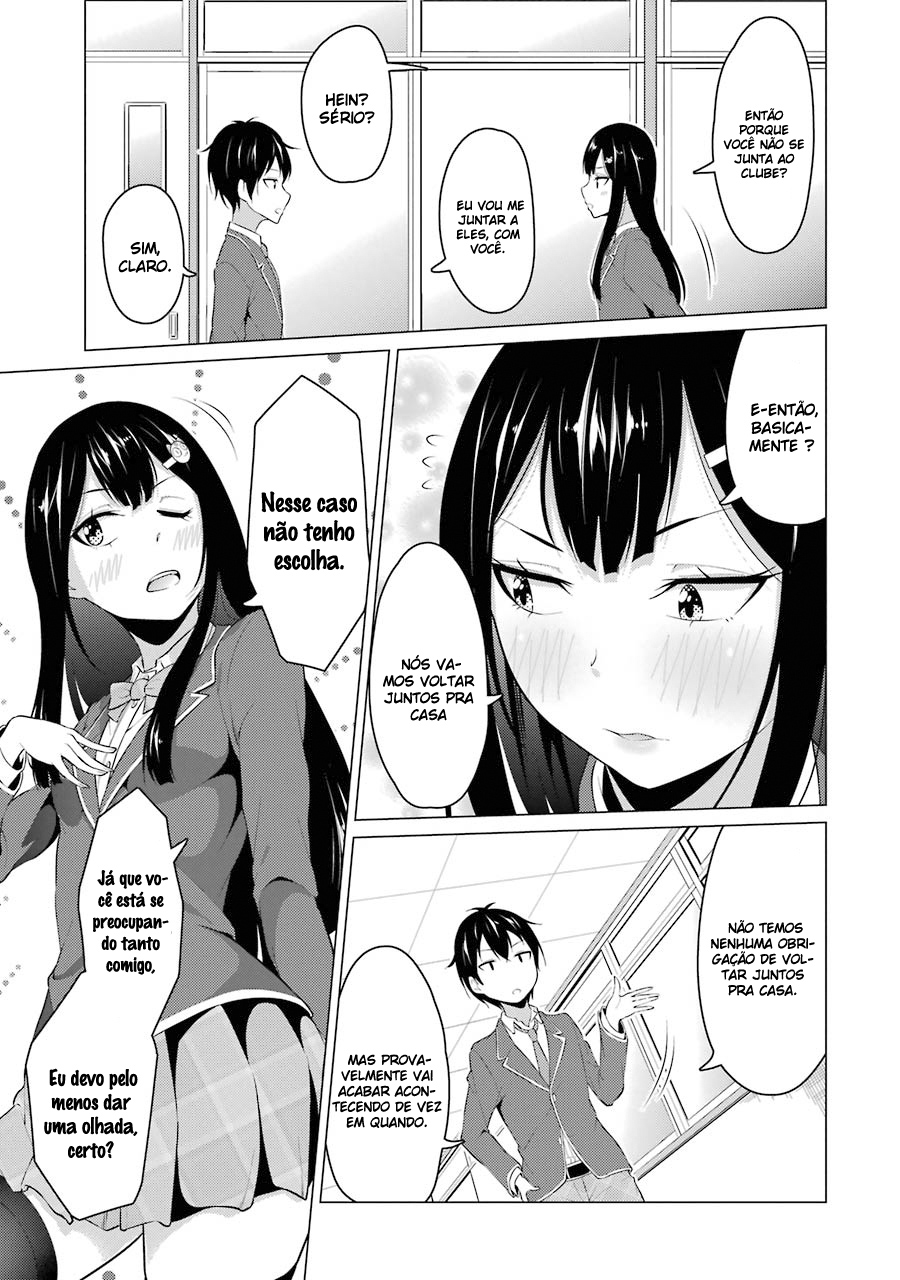 ENTÃO
PORQUE
VOCÊ NÃO SE
JUNTA AO
CLUBE?
EU VOU ME
JUNTAR A
ELES, COM
VOCÊ.
HEIN?
SÉRIO?
SIM,
CLARO.
E-ENTÃO,
BASICA-
MENTE ?
NÓS VA-
MOS VOLTAR
JUNTOS PRA
CASA
NÃO TEMOS
NENHUMA OBRI-
GAÇÃO DE VOL-
TAR JUNTOS
PRA CASA.
MAS PROVA-
VELMENTE VAI
ACABAR ACON-
TECENDO DE VEZ
EM QUANDO.
Nesse caso
não tenho
escolha.
Já que vo-
cê está se
preocupan-
do tanto
comigo,
Eu devo pelo
menos dar
uma olhada,
certo?